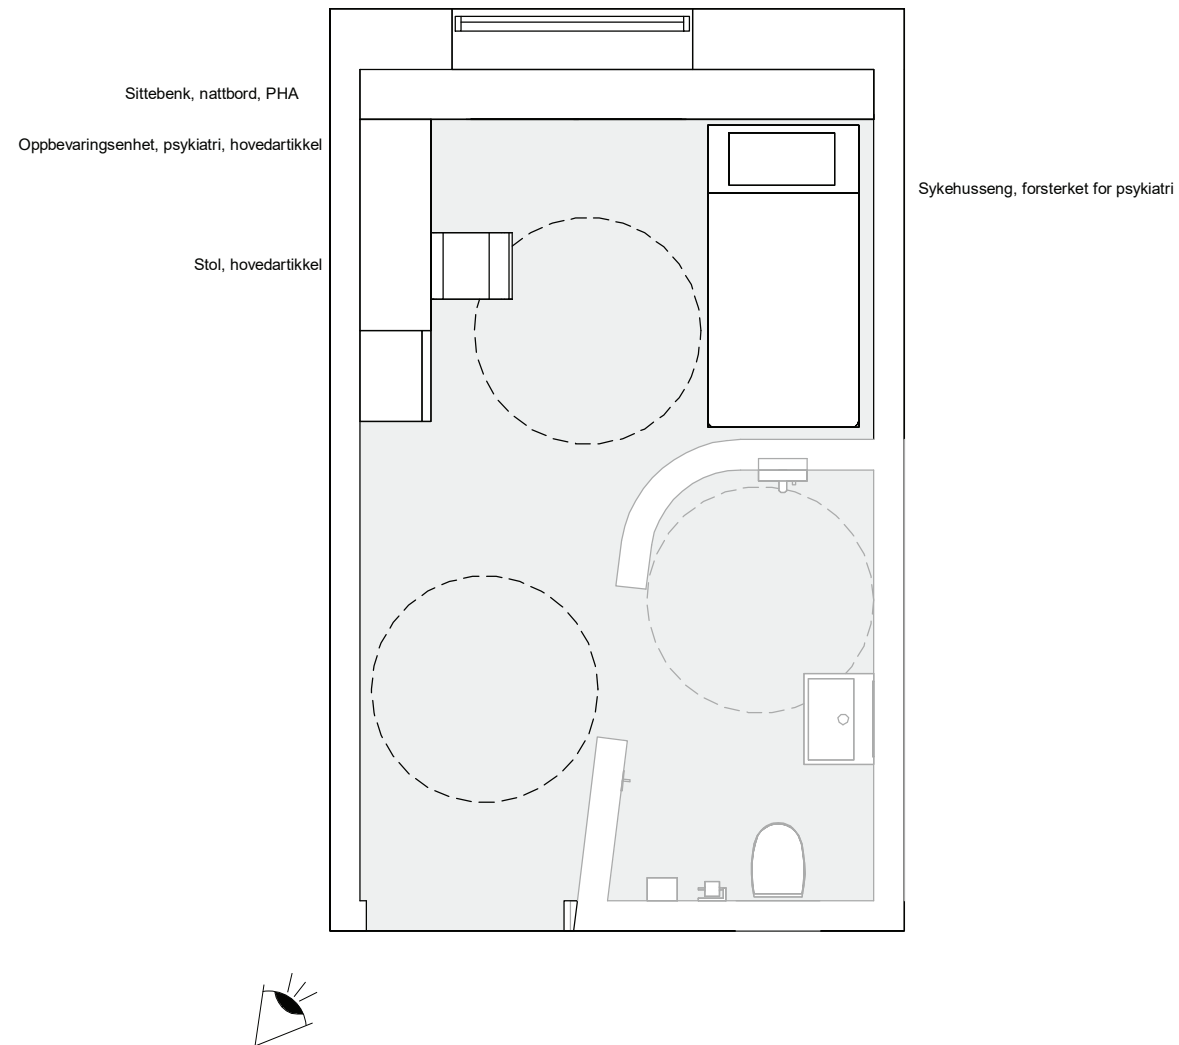 Sittebenk, nattbord, PHA
Oppbevaringsenhet, psykiatri, hovedartikkel
Sykehusseng, forsterket for psykiatri
Stol, hovedartikkel